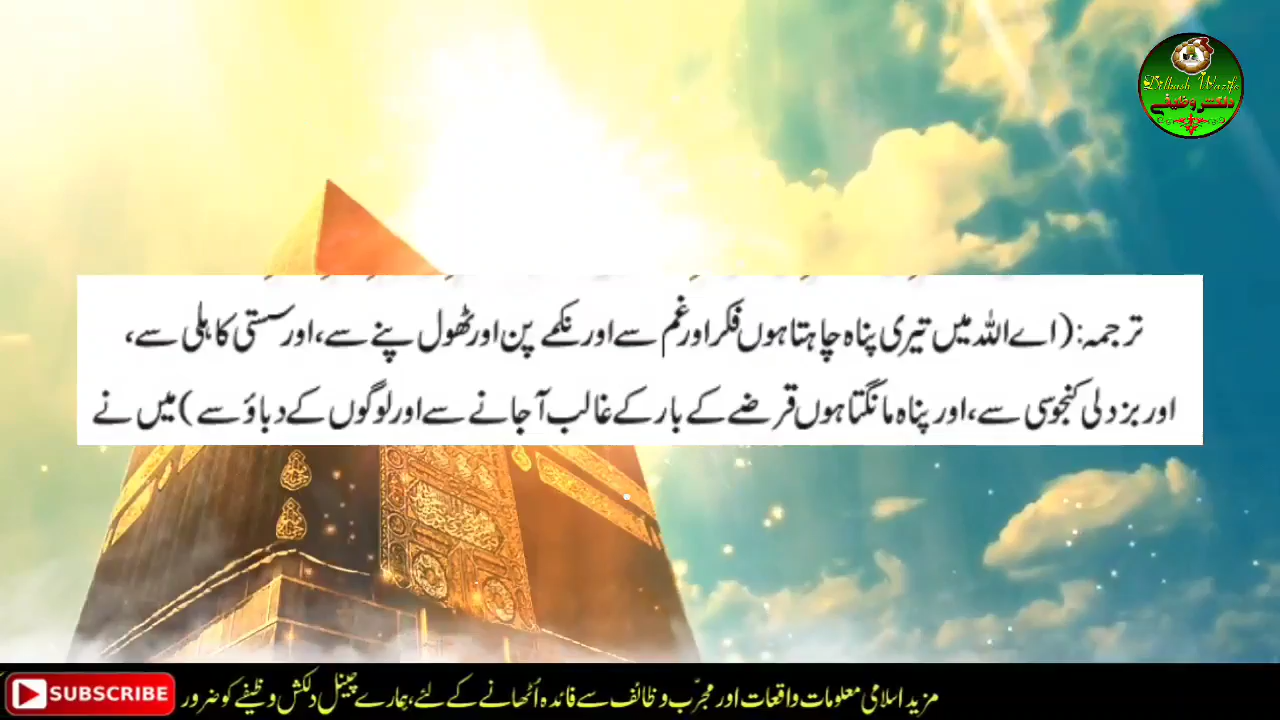 Dilkash Wazife
دلکش وظیفے
ترجمہ: (اے اللہ میں تیری پناہ چاہتا ہوں فکر اور غم سے اور نکمے پن اور ٹھول پنے سے، اور سستی کاہلی سے،
اور بزدلی کنجوسی سے، اور پناہ مانگتا ہوں قرضے کے بار کے غالب آجانے سے اور لوگوں کے دباؤ سے) میں نے
مزید اسلامی معلومات واقعات اور مجرّب وظائف سے فائدہ اُٹھانے کے لئے، ہمارے چینل دلکش وظیفے کو ضرور
SUBSCRIBE